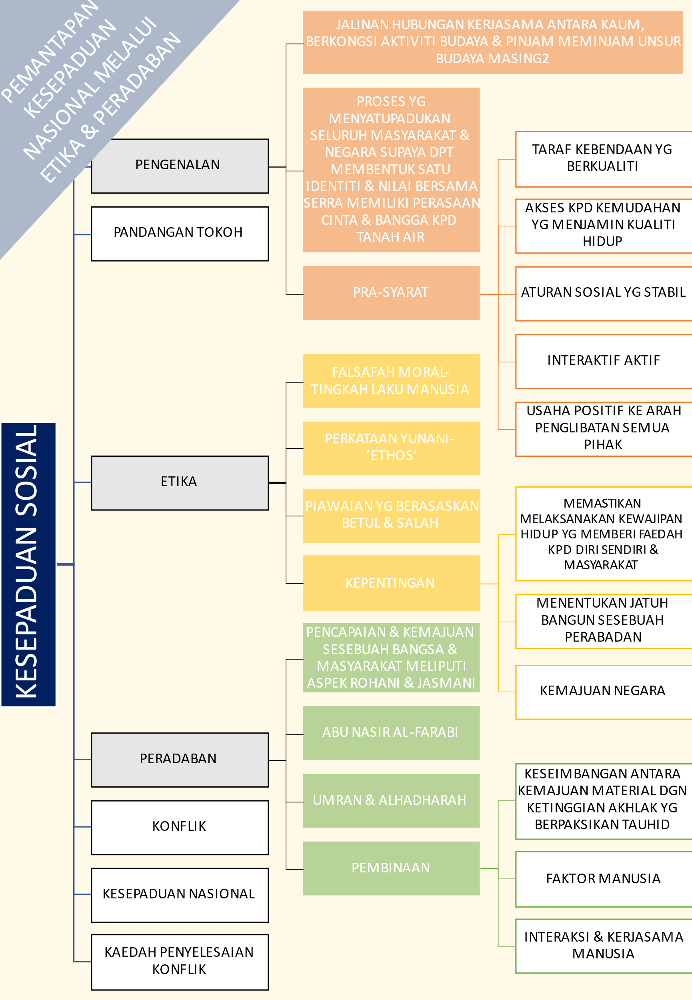 PEMANTAPAN
KESEPADUAN
NASIONAL MELALUI
ETIKA & PERADABAN
KESEPADUAN SOSIAL
PENGENALAN
JALINAN HUBUNGAN KERJASAMA ANTARA KAUM,
BERKONGSI AKTIVITI BUDAYA & PINJAM MEMINJAM UNSUR
BUDAYA MASING2
PROSES YG
MENYATUPADUKAN
SELURUH MASYARAKAT &
NEGARA SUPAYA DPT
MEMBENTUK SATU
IDENTITI & NILAI BERSAMA
SERRA MEMILIKI PERASAAN
CINTA & BANGGA KPD
TANAH AIR
PRA-SYARAT
TARAF KEBENDAAN YG
BERKUALITI
AKSES KPD KEMUDAHAN
YG MENJAMIN KUALITI
HIDUP
ATURAN SOSIAL YG STABIL
INTERAKTIF AKTIF
USAHA POSITIF KE ARAH
PENGLIBATAN SEMUA
PIHAK
PANDANGAN TOKOH
ETIKA
FALSAFAH MORAL-
TINGKAH LAKU MANUSIA
PERKATAAN YUNANI-
‘ETHOS’
PIAWAIAN YG BERASASKAN
BETUL & SALAH
KEPENTINGAN
MEMASTIKAN
MELAKSANAKAN KEWAJIPAN
HIDUP YG MEMBERI FAEDAH
KPD DIRI SENDIRI &
MASYARAKAT
MENENTUKAN JATUH
BANGUN SESEBUAH
PERABADAN
KEMAJUAN NEGARA
PERADABAN
PENCAPAIAN & KEMAJUAN
SESEBUAH BANGSA &
MASYARAKAT MELIPUTI
ASPEK ROHANI & JASMANI
ABU NASIR AL-FARABI
UMRAN & ALHADHARAH
PEMBINAAN
KESEIMBANGAN ANTARA
KEMAJUAN MATERIAL DGN
KETINGGIAN AKHLAK YG
BERPAKSIKAN TAUHID
FAKTOR MANUSIA
INTERAKSI & KERJASAMA
MANUSIA
KONFLIK
KESEPADUAN NASIONAL
KAEDAH PENYELESAIAN
KONFLIK